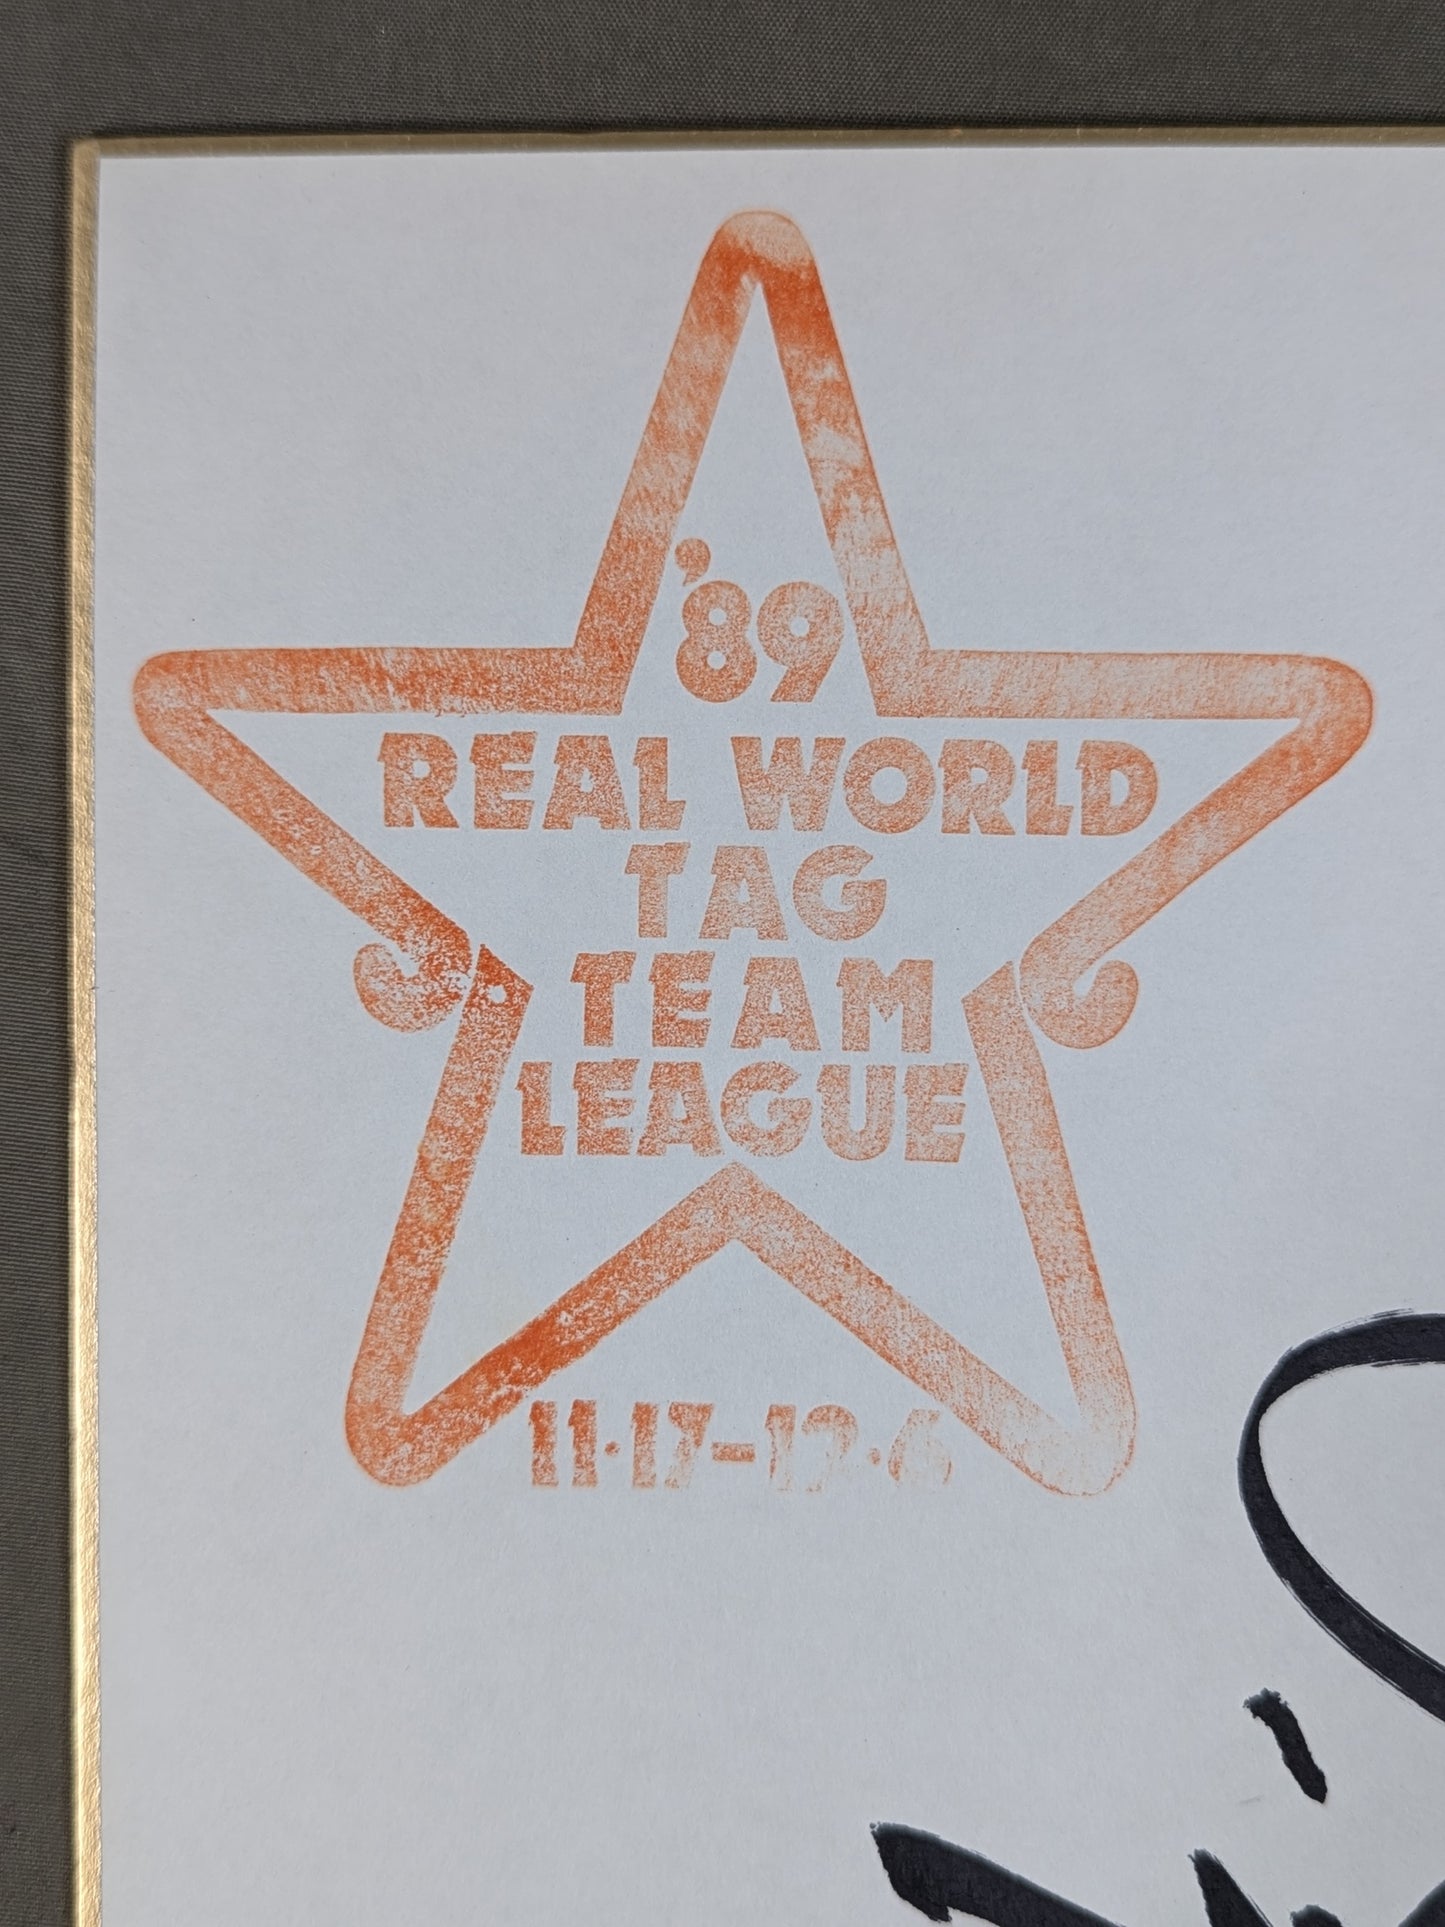 ’89
REAL WORLD
TAG
TEAM
LEAGUE
11·17-12·6